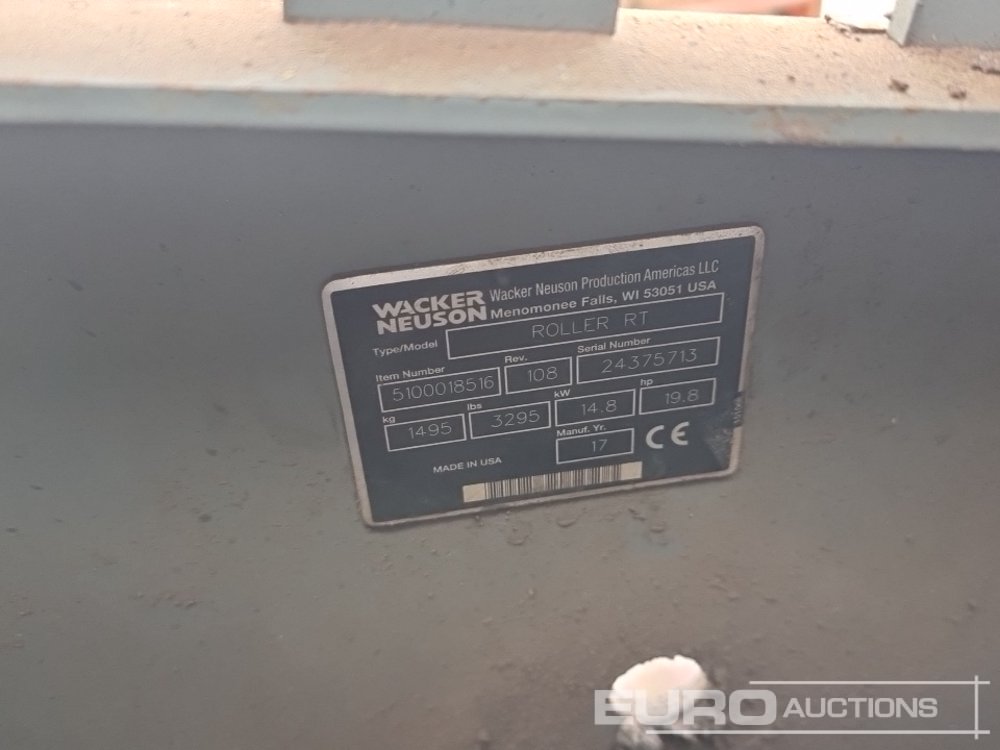 WACKER NEUSON
Wacker Neuson Production Americas LLC
Menomonee Falls, WI 53051 USA
Type/Model ROLLER RT
Item Number Rev. Serial Number
5100018516 108 24375713
kg lbs kW hp
1495 3295 14.8 19.8
Manuf. Yr.
17 CE
MADE IN USA
EURO AUCTIONS